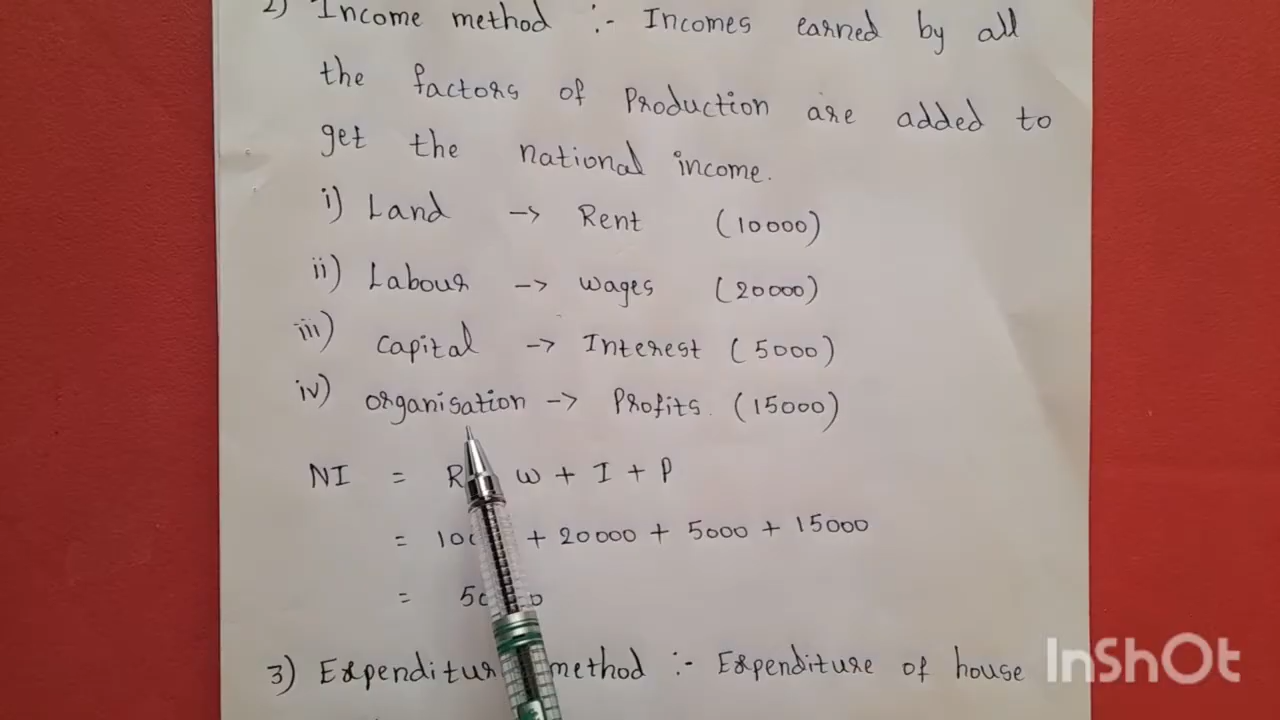 2) Income method :- Incomes earned by all
the factors of Production are added to
get the national income.
i) Land -> Rent (10000)
ii) Labour -> wages (20000)
iii) capital -> Interest (5000)
iv) organisation -> Profits. (15000)
NI = R w + I + P
= + 20000 + 5000 + 15000
=
3) Expenditur method :- Expenditure of house
InShOt